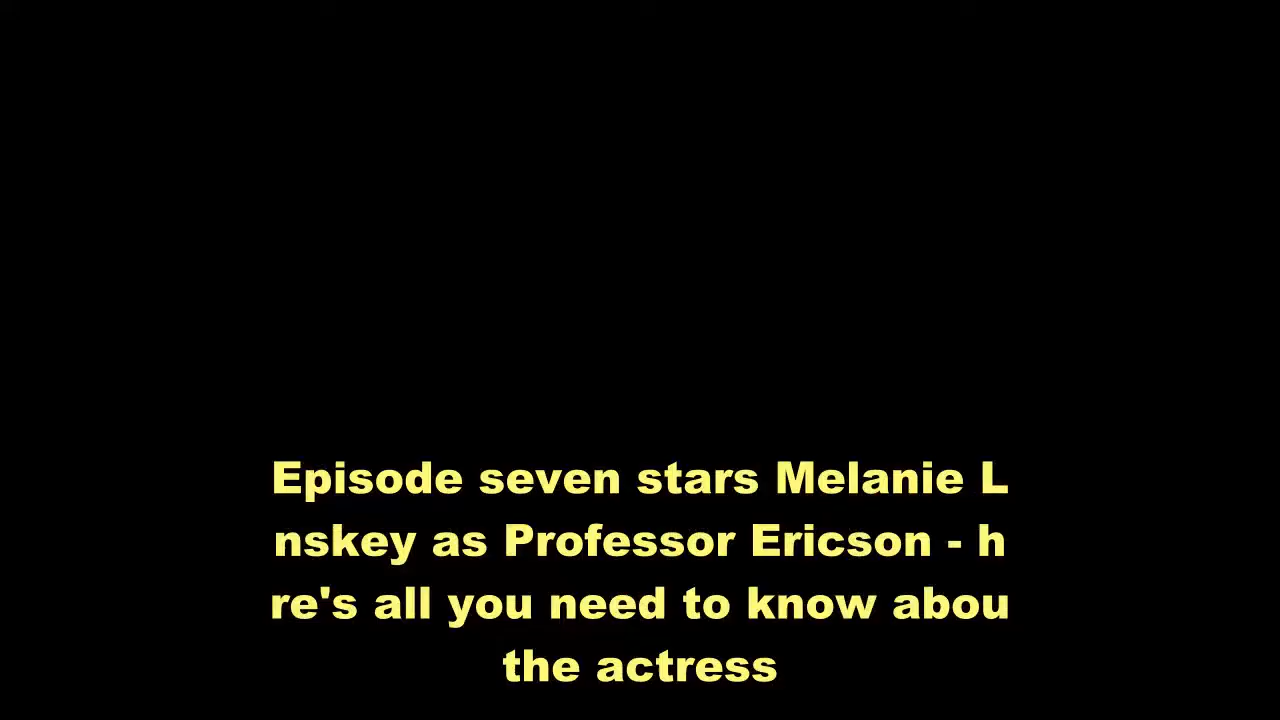 Episode seven stars Melanie L
nskey as Professor Ericson - h
re's all you need to know abou
the actress